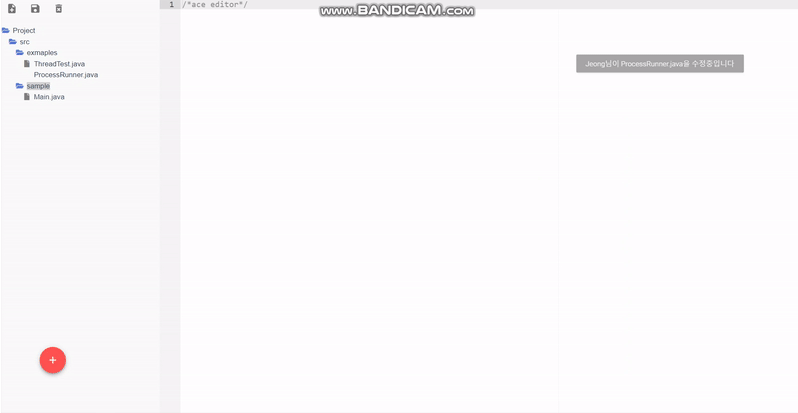 www.BANDICAM.com
1 /*ace editor*/
Project
src
exmaples
ThreadTest.java
ProcessRunner.java
sample
Main.java
Jeong님이 ProcessRunner.java을 수정중입니다
+